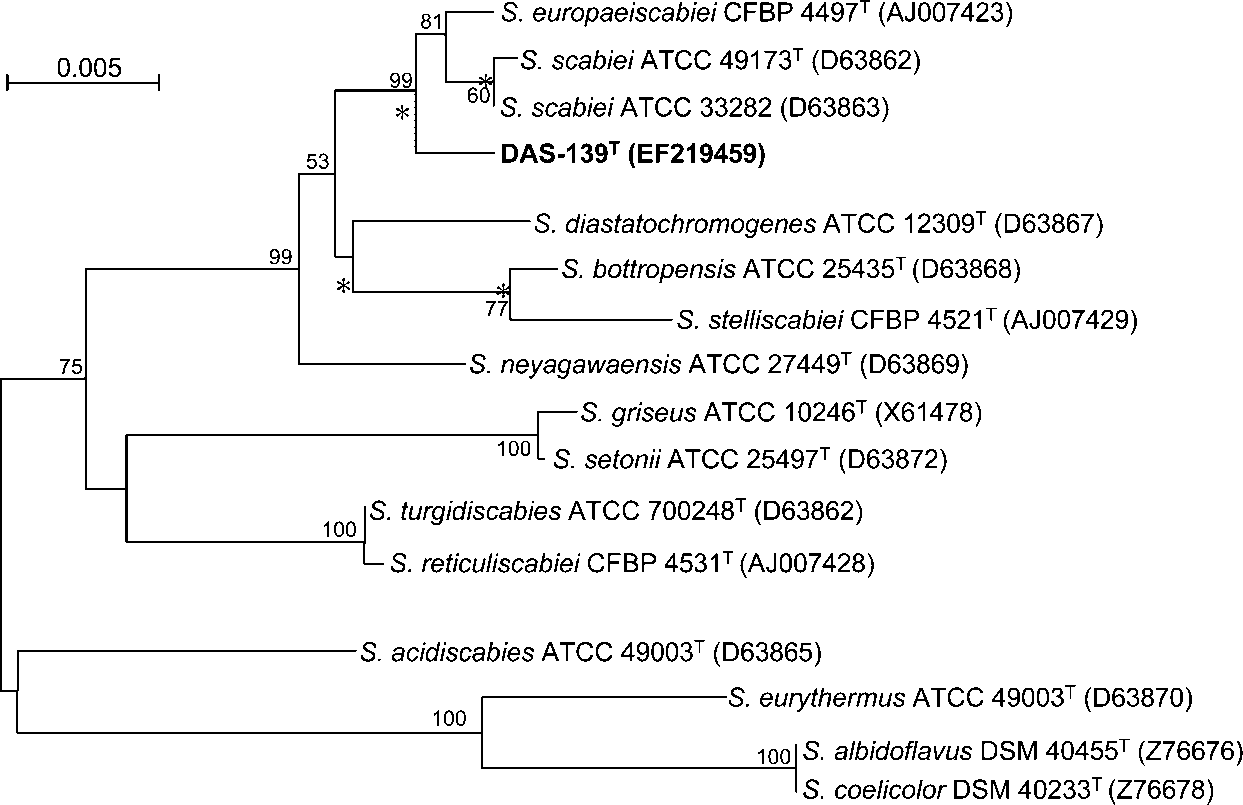 81
S. europaeiscabiei CFBP 4497ᵀ (AJ007423)
0.005
99
*
*
60
S. scabiei ATCC 49173ᵀ (D63862)
S. scabiei ATCC 33282 (D63863)
DAS-139ᵀ (EF219459)
53
S. diastatochromogenes ATCC 12309ᵀ (D63867)
99
*
*
77
S. bottropensis ATCC 25435ᵀ (D63868)
S. stelliscabiei CFBP 4521ᵀ (AJ007429)
75
S. neyagawaensis ATCC 27449ᵀ (D63869)
S. griseus ATCC 10246ᵀ (X61478)
100
S. setonii ATCC 25497ᵀ (D63872)
S. turgidiscabies ATCC 700248ᵀ (D63862)
100
S. reticuliscabiei CFBP 4531ᵀ (AJ007428)
S. acidiscabies ATCC 49003ᵀ (D63865)
S. eurythermus ATCC 49003ᵀ (D63870)
100
100
S. albidoflavus DSM 40455ᵀ (Z76676)
S. coelicolor DSM 40233ᵀ (Z76678)